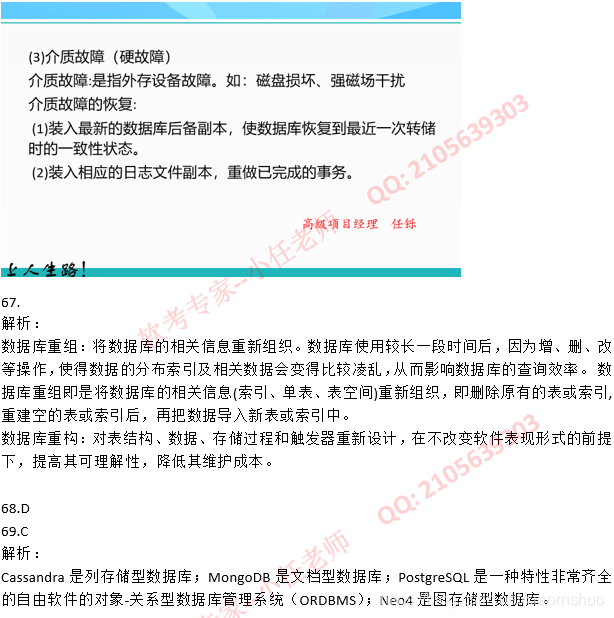 (3)介质故障（硬故障）
介质故障:是指外存设备故障。如：磁盘损坏、强磁场干扰
介质故障的恢复:
(1)装入最新的数据库后备副本，使数据库恢复到最近一次转储
时的一致性状态。
(2)装入相应的日志文件副本，重做已完成的事务。
高级项目经理 任铄
上人生路！
软考专家--小任老师 QQ: 2105639303
67.
解析：
数据库重组：将数据库的相关信息重新组织。数据库使用较长一段时间后，因为增、删、改
等操作，使得数据的分布索引及相关数据会变得比较凌乱，从而影响数据库的查询效率。 数
据库重组即是将数据库的相关信息(索引、单表、表空间)重新组织，即删除原有的表或索引，
重建空的表或索引后，再把数据导入新表或索引中。
数据库重构：对表结构、数据、存储过程和触发器重新设计，在不改变软件表现形式的前提
下，提高其可理解性，降低其维护成本。
68.D
69.C
解析：
Cassandra 是列存储型数据库；MongoDB 是文档型数据库；PostgreSQL 是一种特性非常齐全
的自由软件的对象-关系型数据库管理系统（ORDBMS）；Neo4 是图存储型数据库。
小任老师 QQ: 2105639303